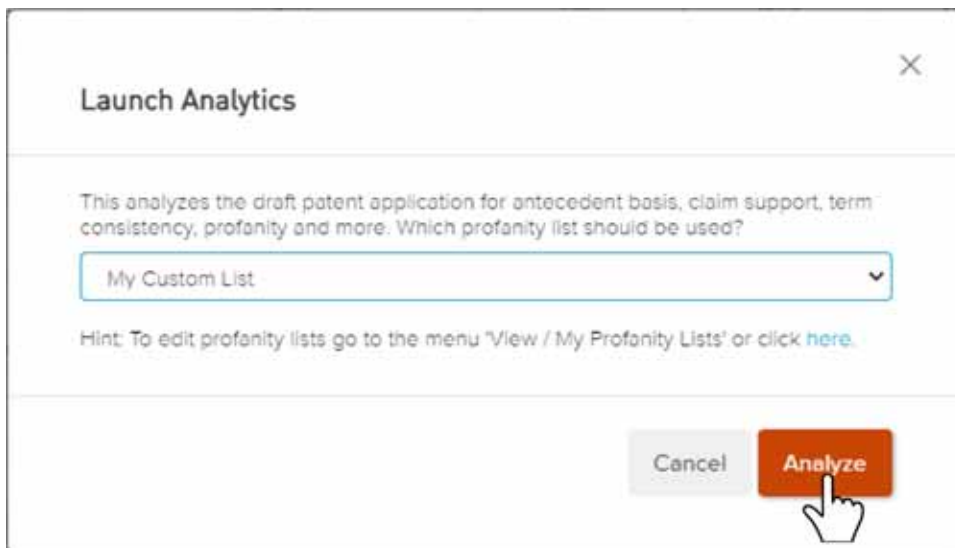 Launch Analytics
This analyzes the draft patent application for antecedent basis, claim support, term
consistency, profanity and more. Which profanity list should be used?
My Custom List
Hint: To edit profanity lists go to the menu 'View / My Profanity Lists' or click here.
Cancel
Analyze